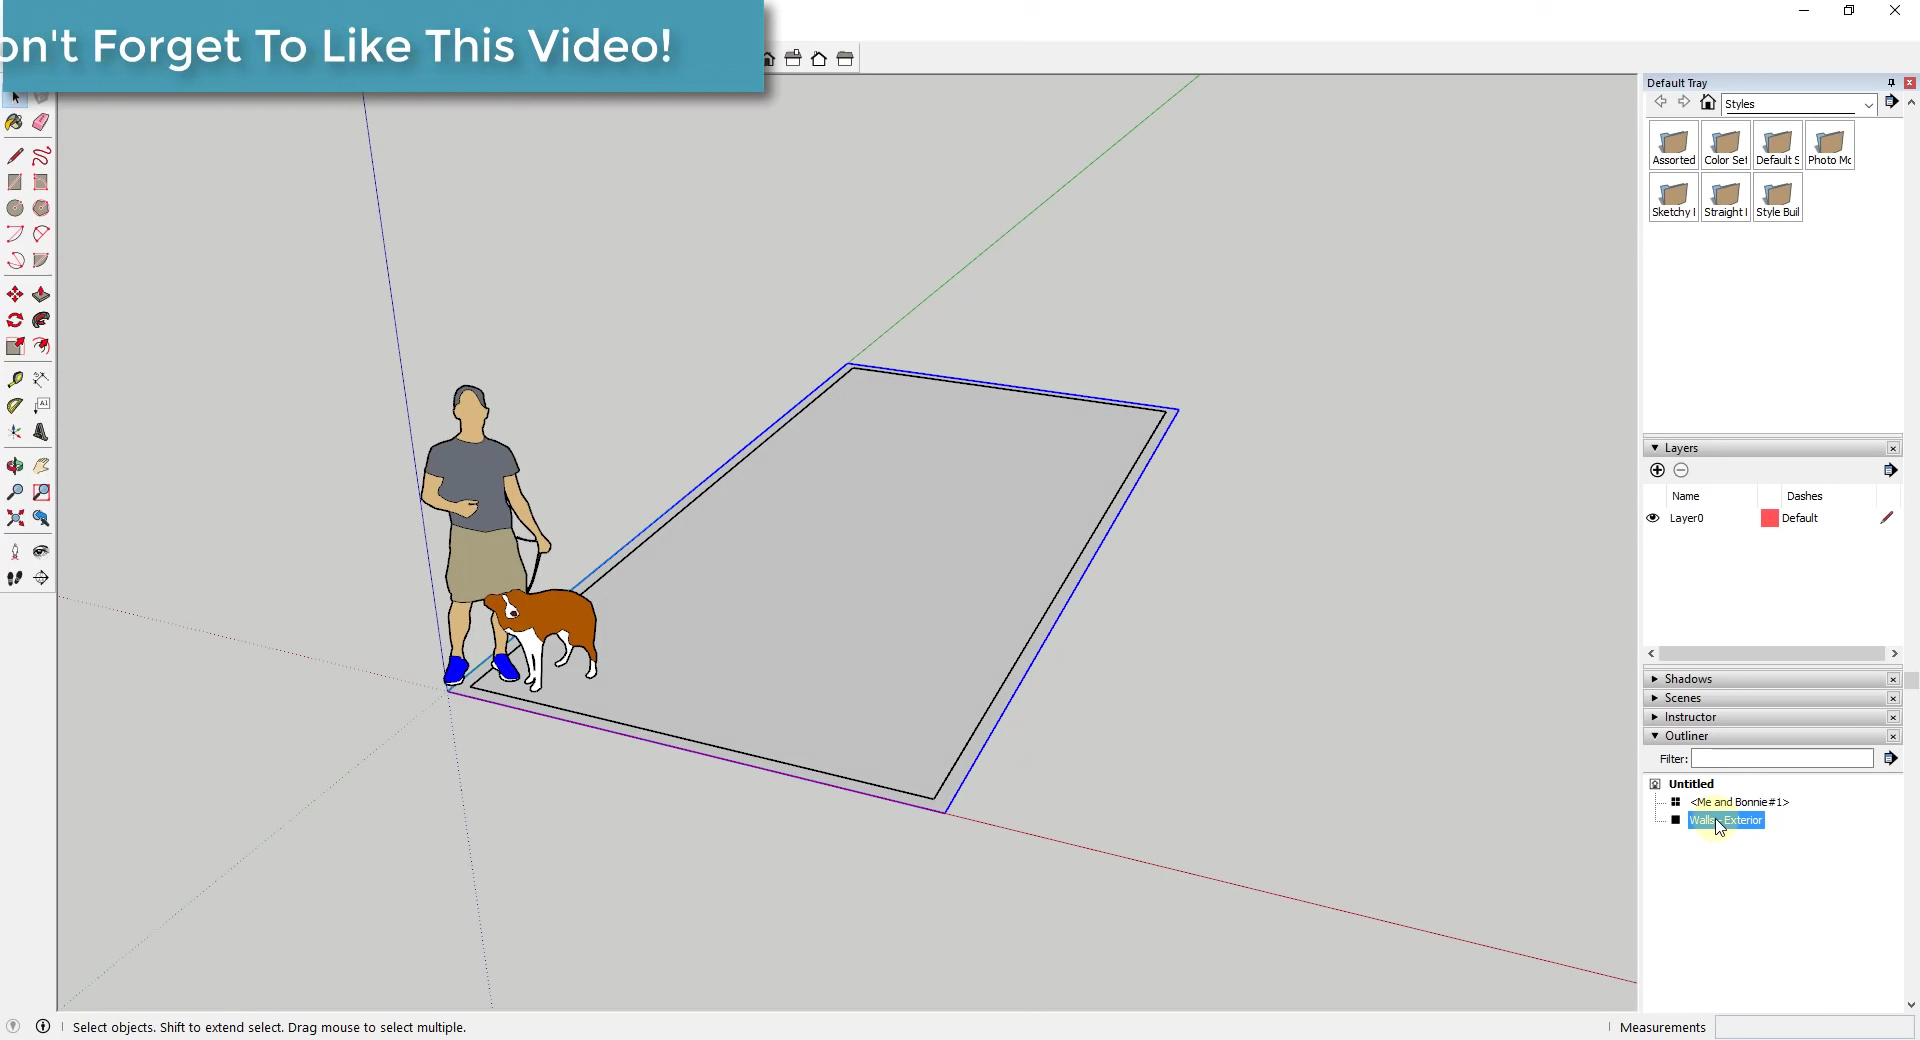 on't Forget To Like This Video!
Default Tray
Styles
Assorted
Color Set
Default S
Photo Mc
Sketchy I
Straight I
Style Buil
Layers
Name
Dashes
Layer0
Default
Shadows
Scenes
Instructor
Outliner
Filter:
Untitled
<Me and Bonnie#1>
Walls - Exterior
A1
Select objects. Shift to extend select. Drag mouse to select multiple.
Measurements